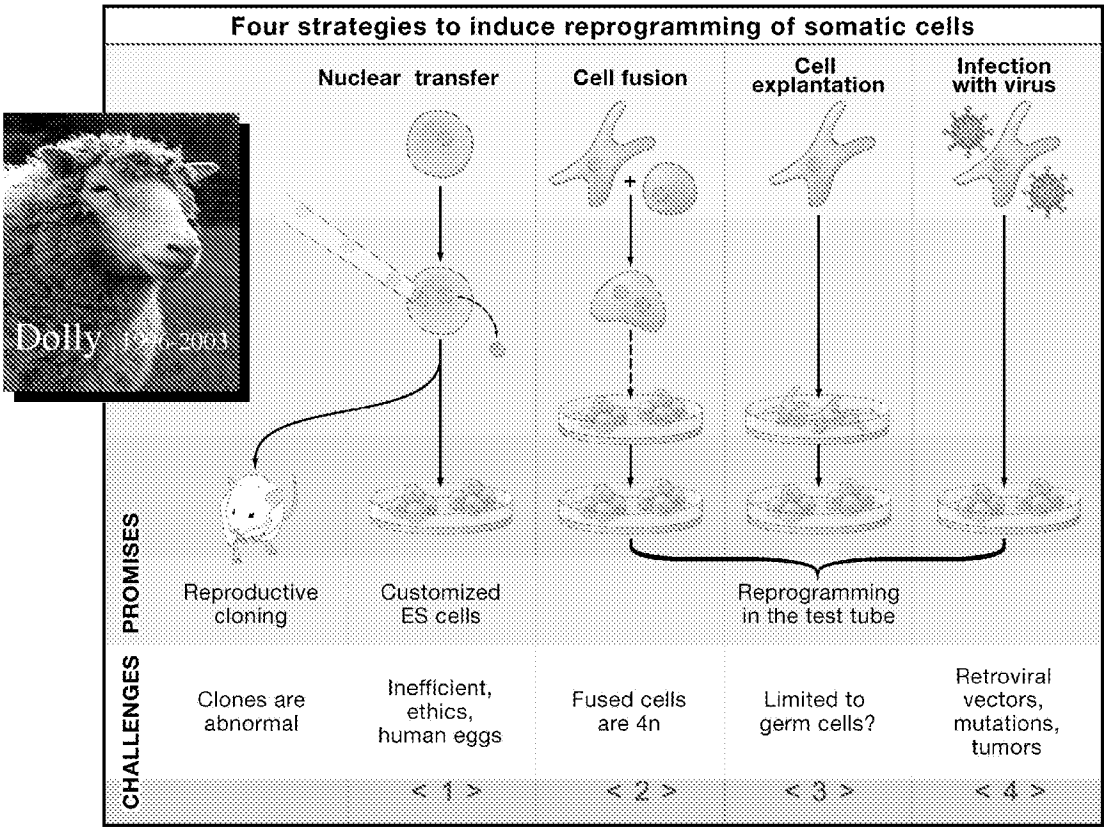 Four strategies to induce reprogramming of somatic cells
Nuclear transfer
Cell fusion
Cell
explantation
Infection
with virus
+
Dolly 1996-2003
PROMISES
Reproductive
cloning
Customized
ES cells
Reprogramming
in the test tube
CHALLENGES
Clones are
abnormal
Inefficient,
ethics,
human eggs
Fused cells
are 4n
Limited to
germ cells?
Retroviral
vectors,
mutations,
tumors
< 1 >
< 2 >
< 3 >
< 4 >